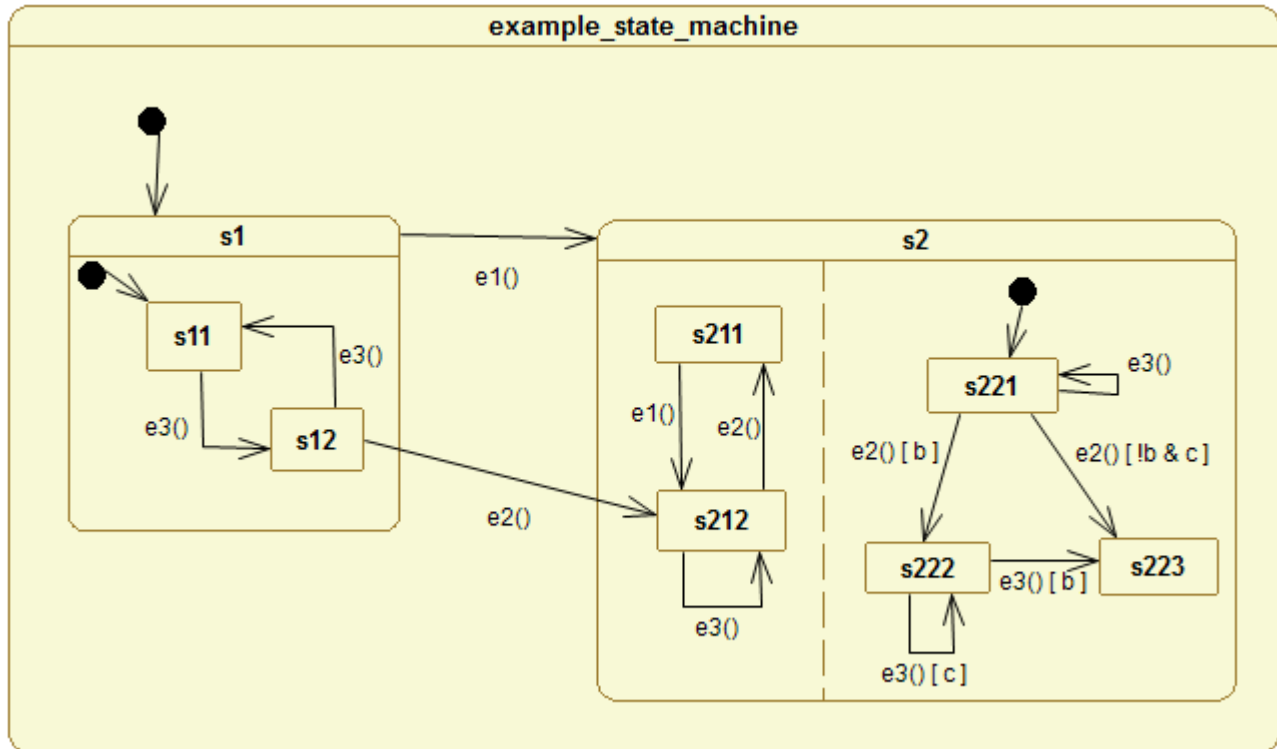 example_state_machine
s1
e1()
s2
s11
e3()
e3()
s12
e2()
s211
e1()
e2()
s212
e3()
s221
e3()
e2() [ b ]
e2() [ !b & c ]
s222
e3() [ b ]
s223
e3() [ c ]